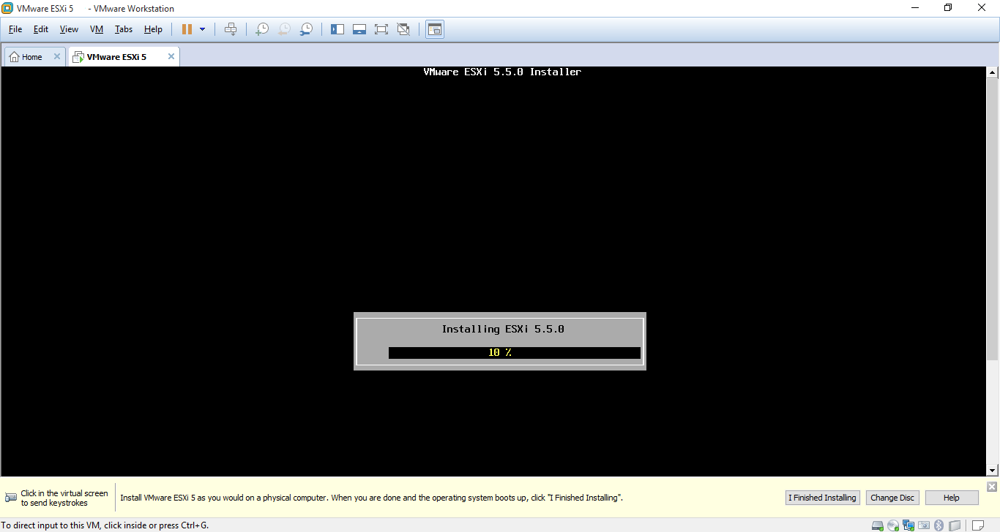 VMware ESXi 5 - VMware Workstation
File Edit View VM Tabs Help
Home VMware ESXi 5
VMware ESXi 5.5.0 Installer
Installing ESXi 5.5.0
10 %
Click in the virtual screen
to send keystrokes
Install VMware ESXi 5 as you would on a physical computer. When you are done and the operating system boots up, click "I Finished Installing".
I Finished Installing Change Disc Help
To direct input to this VM, click inside or press Ctrl+G.